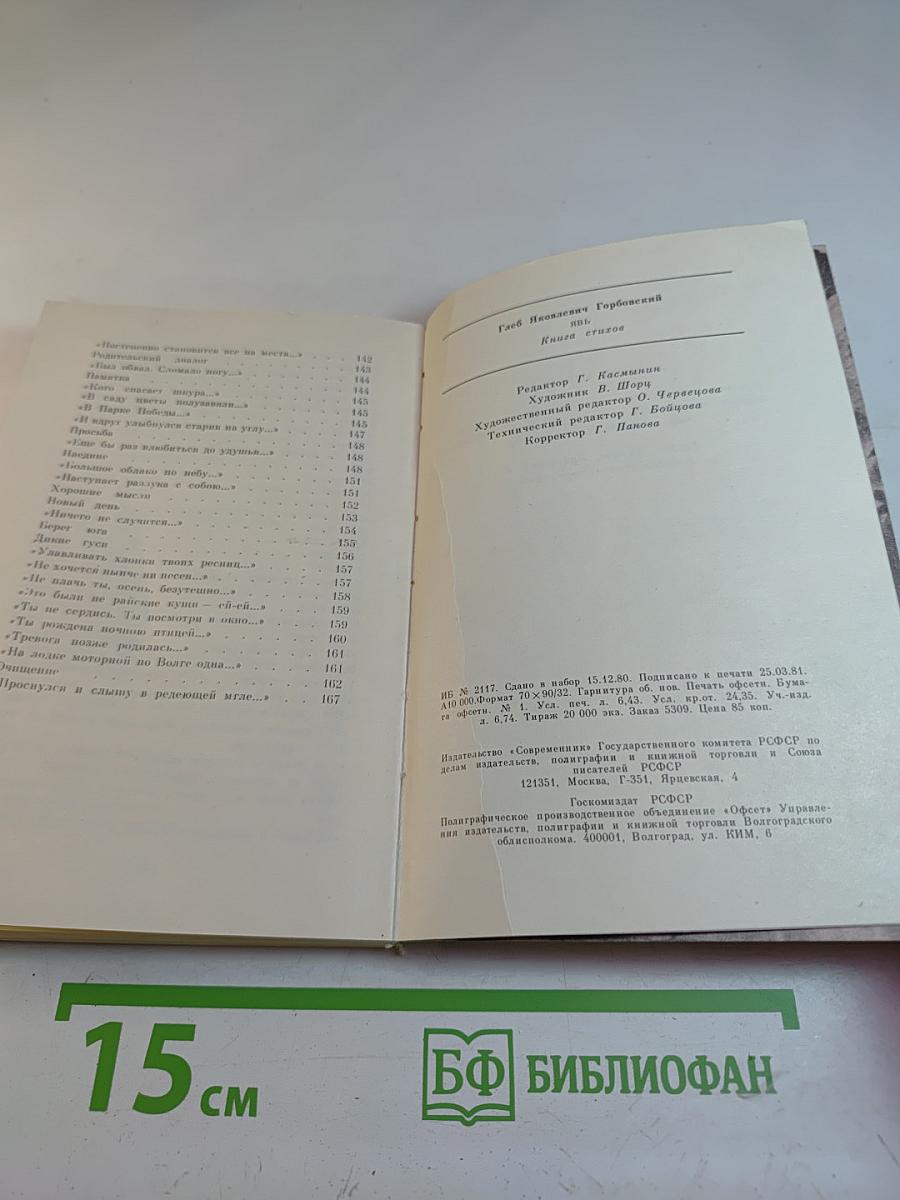 «Постепенно становится все на места...» . . . . 142
Родительский диалог . . . . . . . . 143
«Был обвал. Сломало ногу...» . . . . . . 144
Памятка . . . . . . . . . . . 144
«Кого спасает шкура...» . . . . . . . 145
«В саду цветы полузавяли...» . . . . . . 145
«В Парке Победы...» . . . . . . . . 145
«И вдруг улыбнулся старик на углу...» . . . . 147
Просьба . . . . . . . . . . . 148
«Еще бы раз влюбиться до удушья...» . . . . 148
Наедине . . . . . . . . . . . 148
«Большое облако по небу...» . . . . . . 151
«Наступает разлука с собою...» . . . . . 151
Хорошие мысли . . . . . . . . . 152
Новый день . . . . . . . . . . 153
«Ничего не случится...» . . . . . . . 154
Берег юга . . . . . . . . . . 155
Дикие гуси . . . . . . . . . . 156
«Улавливать хлопки твоих ресниц...» . . . . 157
«Не хочется нынче ни песен...» . . . . . 157
«Не плачь ты, осень, безутешно...» . . . . 158
«Это были не райские кущи — ей-ей...» . . . 159
«Ты не сердись. Ты посмотри в окно...» . . . 159
«Ты рождена ночною птицей...» . . . . . 160
«Тревога позже родилась...» . . . . . . 161
«На лодке моторной по Волге одна...» . . . . 161
Очищение . . . . . . . . . . 162
Проснулся и слышу в редеющей мгле...» . . 167
Глеб Яковлевич Горбовский
ЯВЬ
Книга стихов
Редактор Г. Касмынин
Художник В. Шорц
Художественный редактор О. Червецова
Технический редактор Г. Бойцова
Корректор Г. Панова
ИБ № 2117. Сдано в набор 15.12.80. Подписано к печати 25.03.81.
А10 000.Формат 70×90/32. Гарнитура об. нов. Печать офсетн. Бума-
га офсетн. № 1. Усл. печ. л. 6,43. Усл. кр.от. 24,35. Уч.-изд.
л. 6,74. Тираж 20 000 экз. Заказ 5309. Цена 85 коп.
Издательство «Современник» Государственного комитета РСФСР по
делам издательств, полиграфии и книжной торговли и Союза
писателей РСФСР
121351, Москва, Г-351, Ярцевская, 4
Госкомиздат РСФСР
Полиграфическое производственное объединение «Офсет» Управле-
ния издательств, полиграфии и книжной торговли Волгоградского
облисполкома. 400001, Волгоград, ул. КИМ, 6
15 см
БФ БИБЛИОФАН